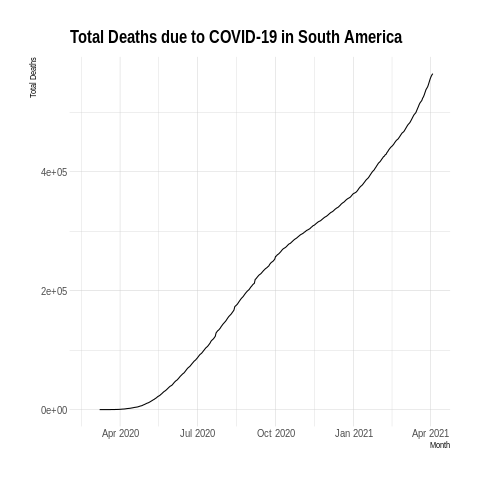 Total Deaths due to COVID-19 in South America
Total Deaths
4e+05
2e+05
0e+00
Apr 2020 Jul 2020 Oct 2020 Jan 2021 Apr 2021
Month